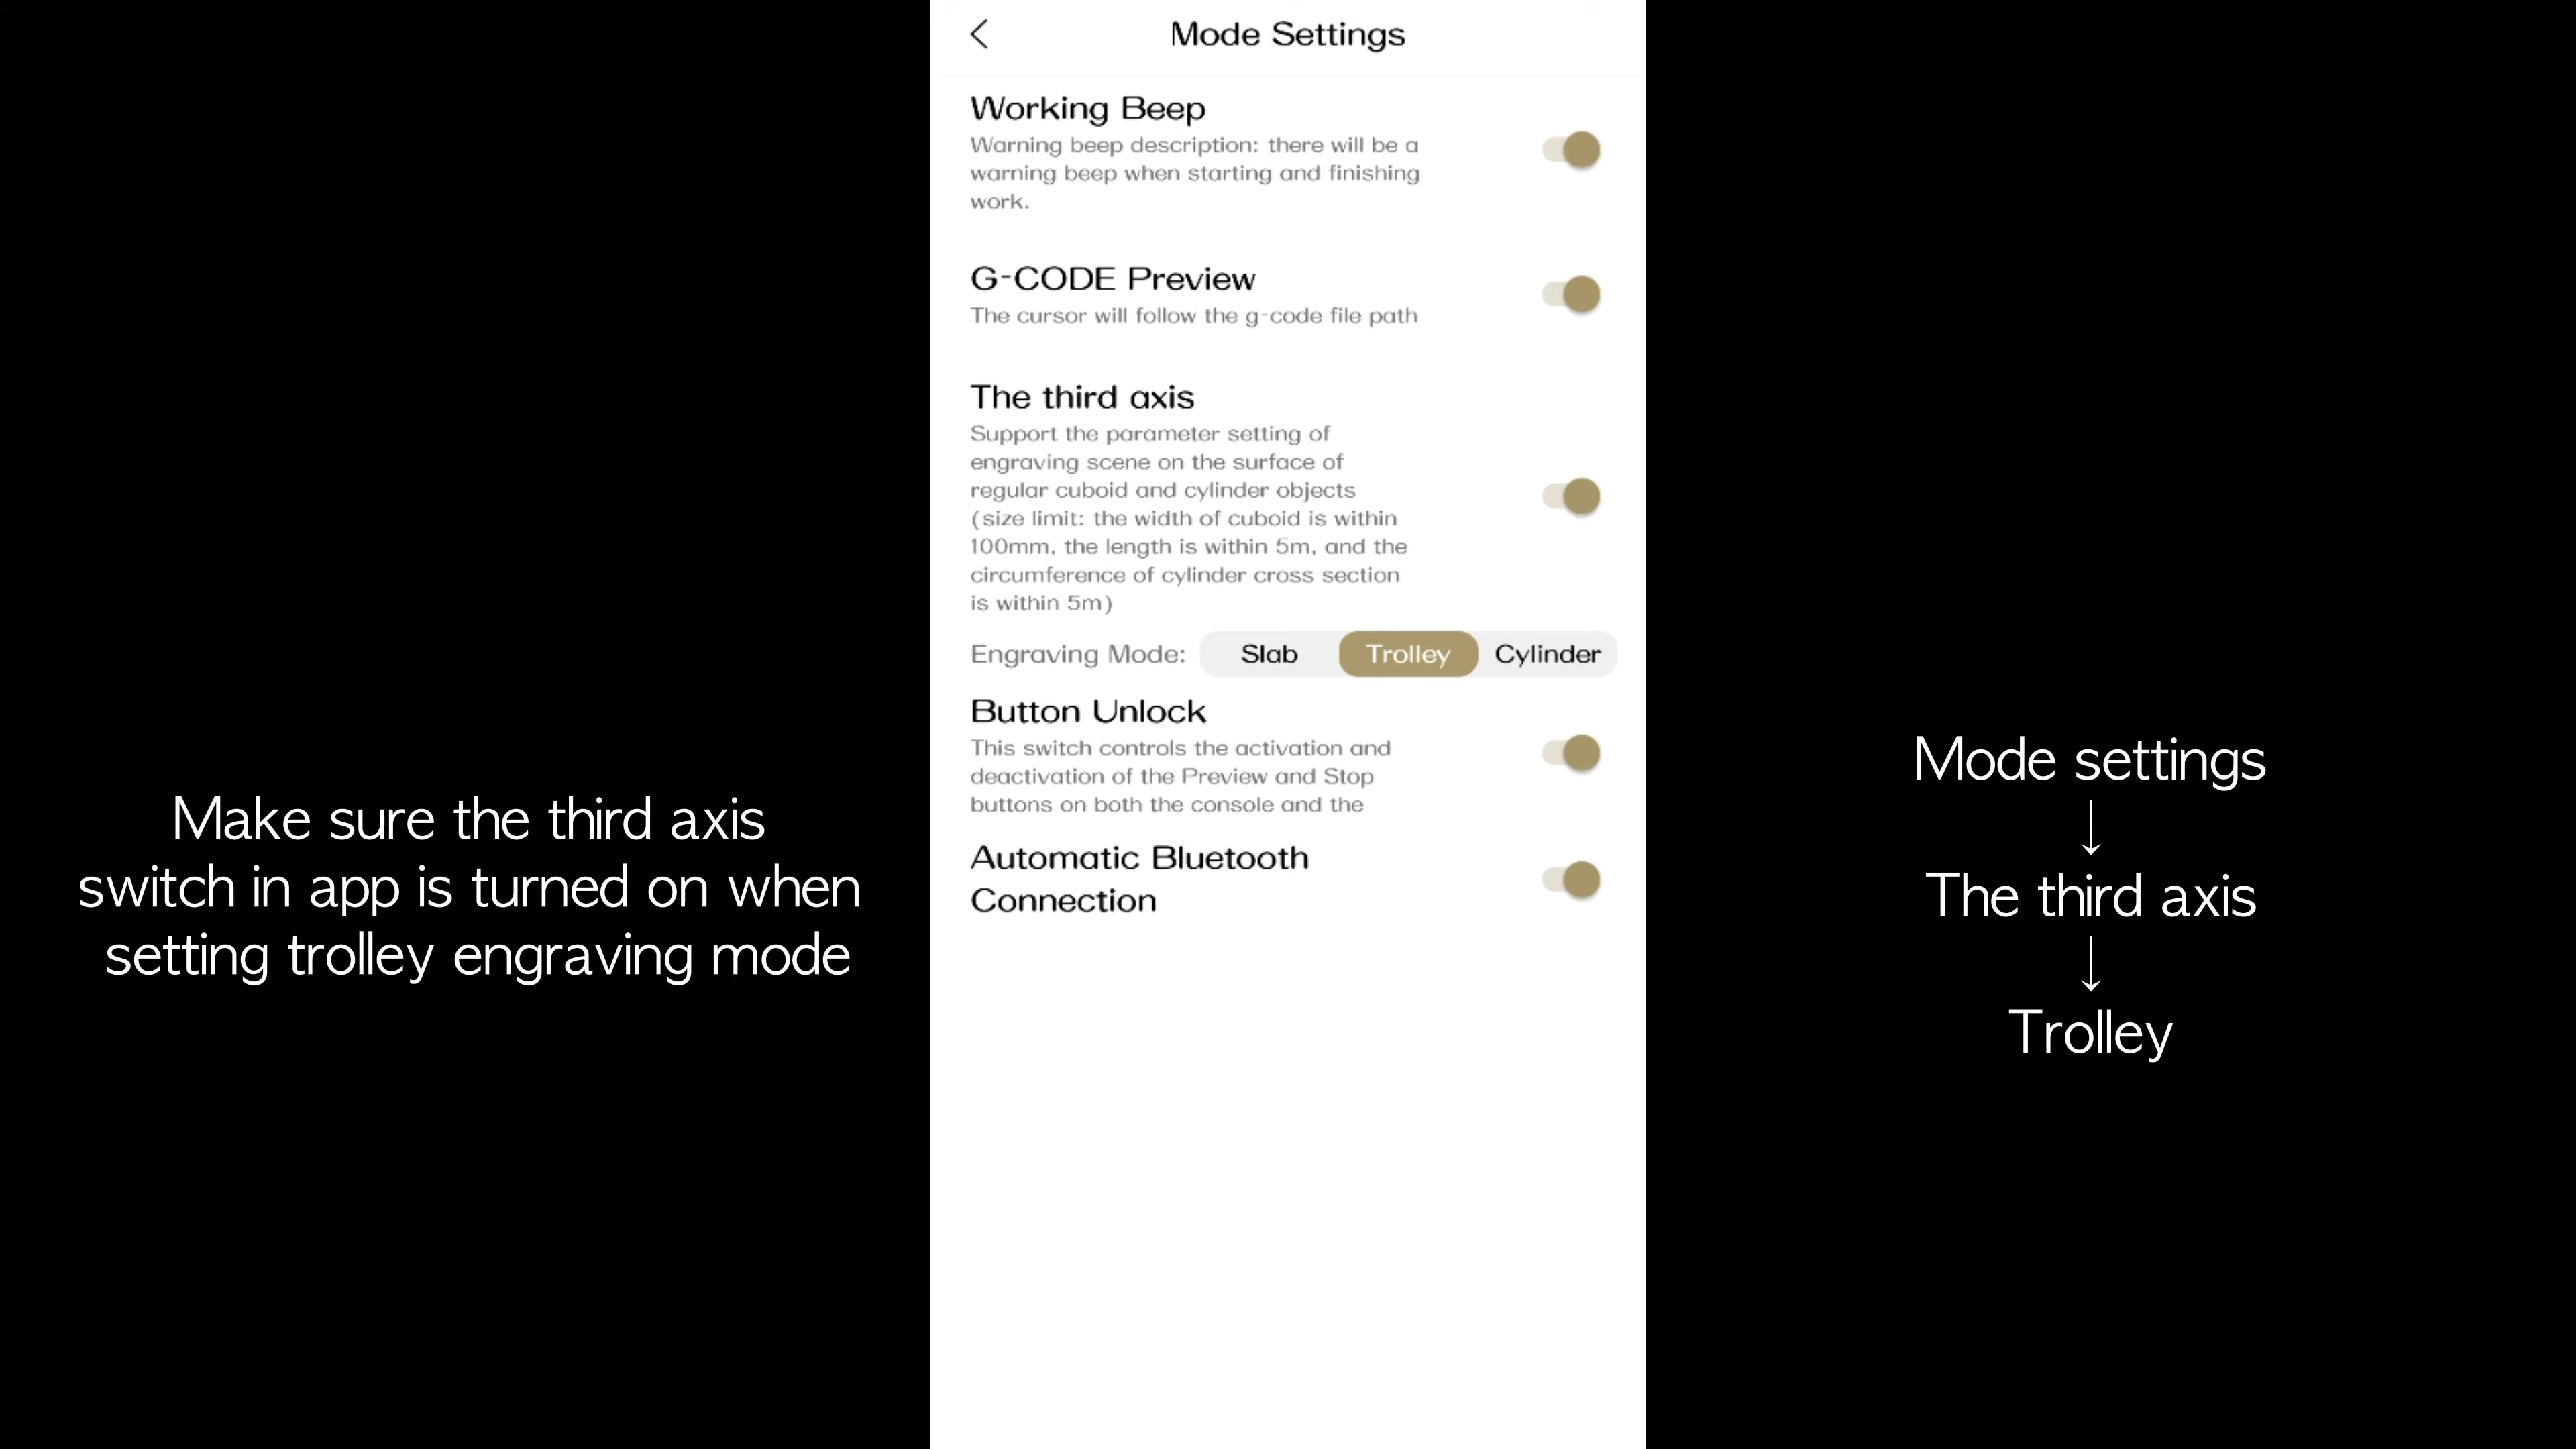 Mode Settings
Working Beep
Warning beep description: there will be a
warning beep when starting and finishing
work.
G-CODE Preview
The cursor will follow the g-code file path
The third axis
Support the parameter setting of
engraving scene on the surface of
regular cuboid and cylinder objects
(size limit: the width of cuboid is within
100mm, the length is within 5m, and the
circumference of cylinder cross section
is within 5m)
Engraving Mode: Slab Trolley Cylinder
Button Unlock
This switch controls the activation and
deactivation of the Preview and Stop
buttons on both the console and the
Automatic Bluetooth
Connection
Make sure the third axis
switch in app is turned on when
setting trolley engraving mode
Mode settings
↓
The third axis
↓
Trolley